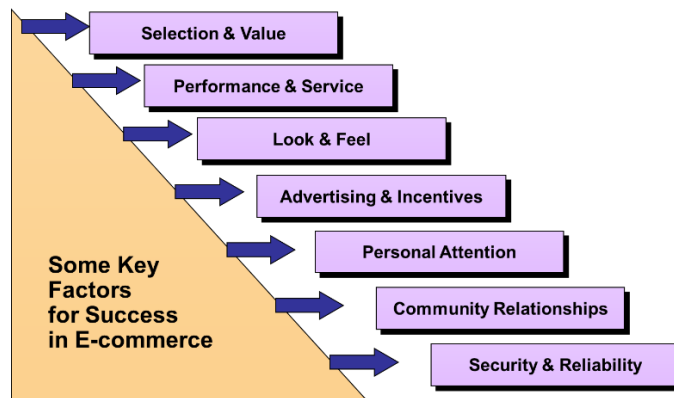 Selection & Value
Performance & Service
Look & Feel
Advertising & Incentives
Personal Attention
Community Relationships
Security & Reliability
Some Key
Factors
for Success
in E-commerce